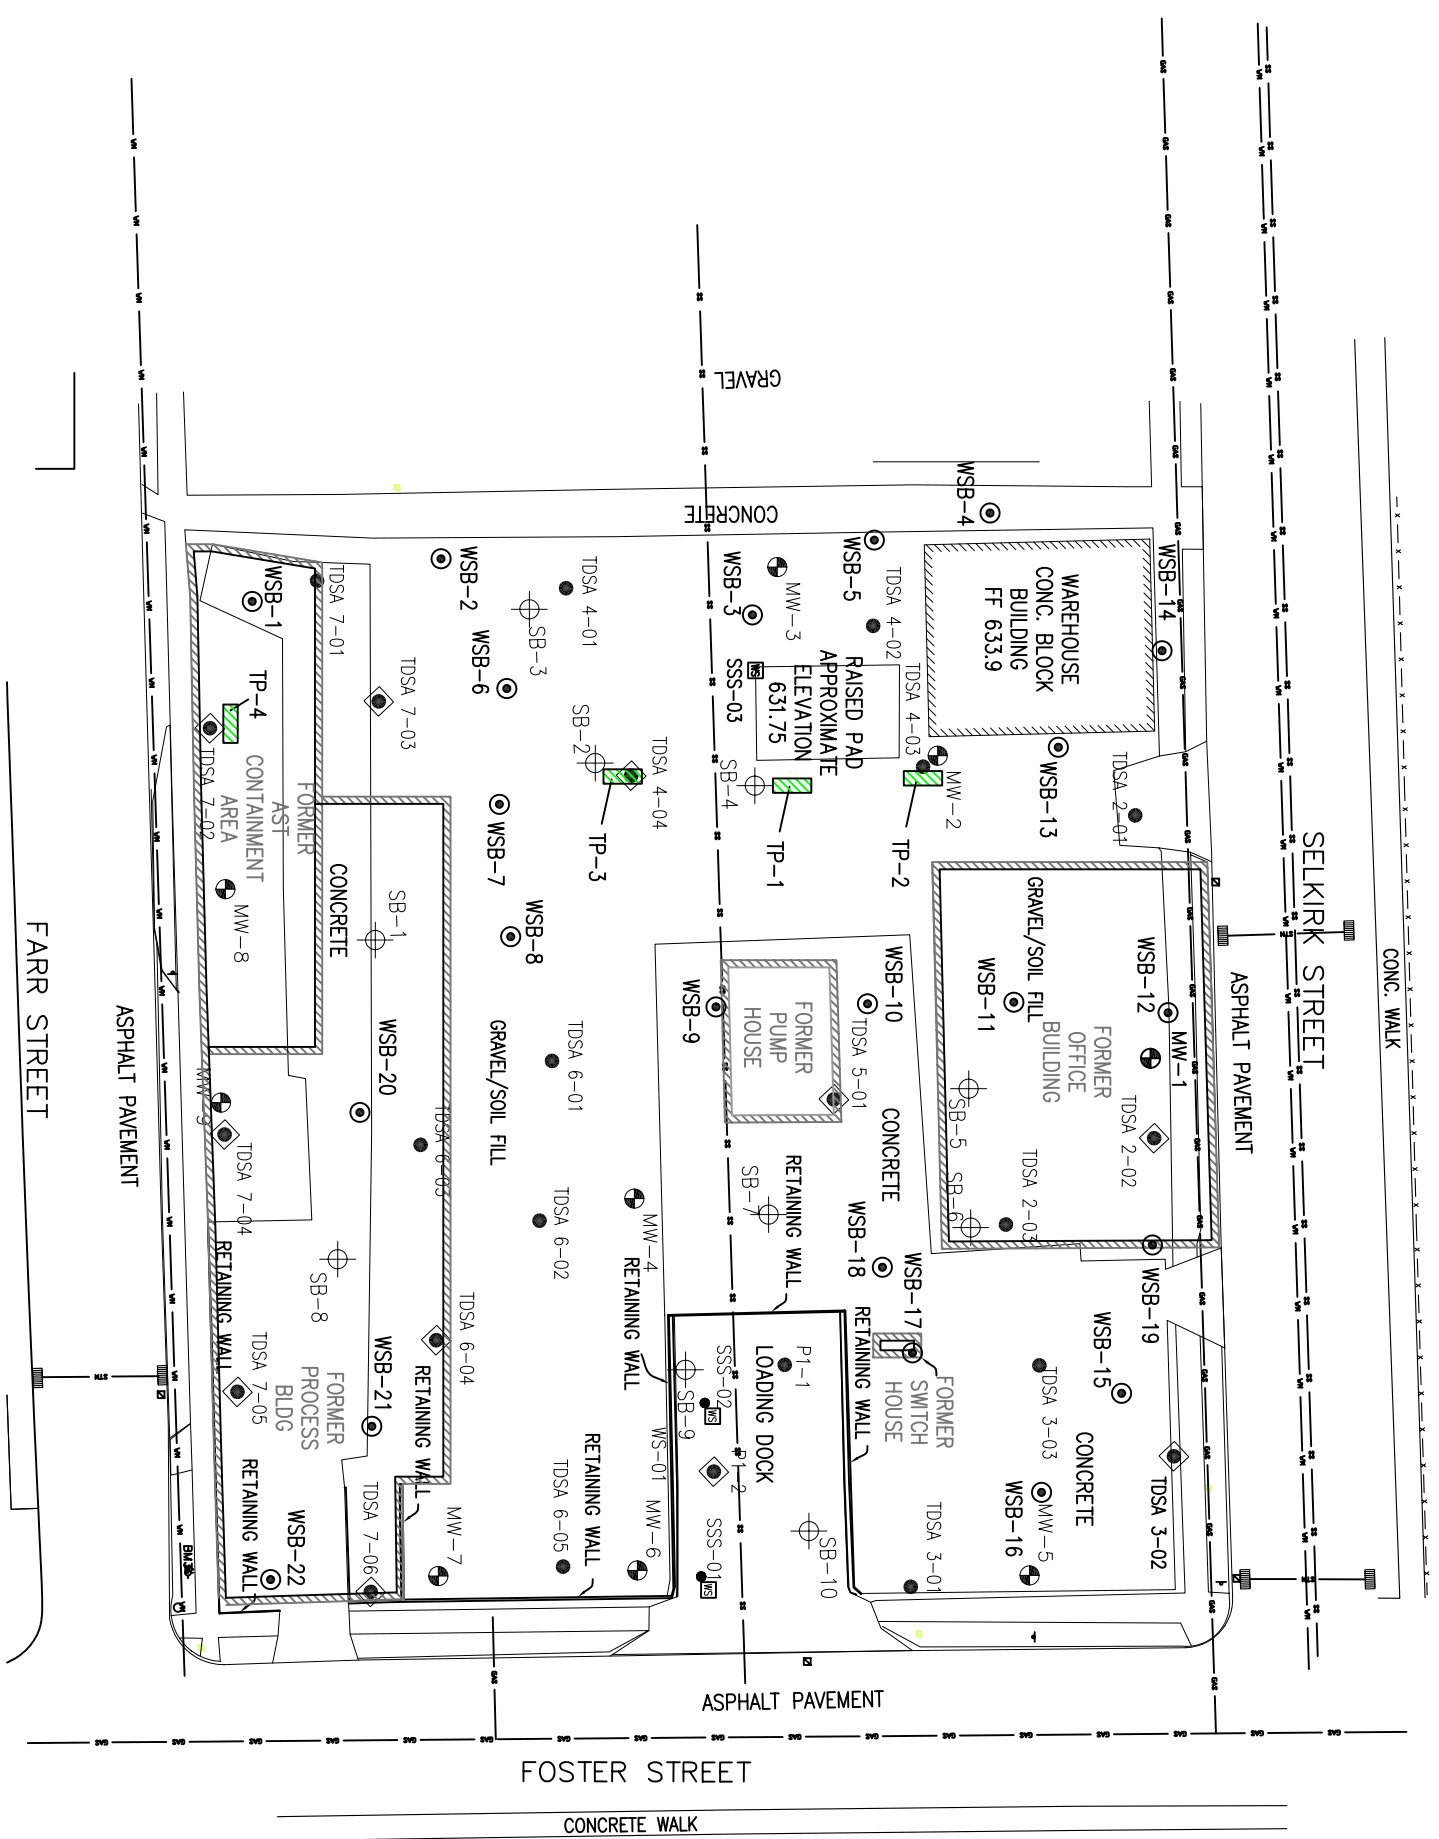 GRAVEL
CONCRETE
WSB-4
WSB-5
WSB-3
MW-3
TDSA 4-02
WAREHOUSE
CONC. BLOCK
BUILDING
FF 633.9
WSB-14
WSB-1
TDSA 7-01
WSB-2
TDSA 4-01
SB-3
WSB-6
TDSA 7-03
TP-4
SSS-03
WS
RAISED PAD
APPROXIMATE
ELEVATION
631.75
TDSA 4-03
SB-2
TDSA 4-04
TP-3
SB-4
TP-1
MW-2
TP-2
WSB-13
TDSA 2-01
TDSA 7-02
FORMER
AST
CONTAINMENT
AREA
MW-8
CONCRETE
SB-1
WSB-7
WSB-8
GRAVEL/SOIL FILL
WSB-9
FORMER
PUMP
HOUSE
WSB-10
TDSA 5-01
WSB-11
GRAVEL/SOIL FILL
FORMER
OFFICE
BUILDING
WSB-12
MW-1
SB-5
SB-6
TDSA 2-02
TDSA 2-03
ASPHALT PAVEMENT
SELKIRK STREET
CONC. WALK
FARR STREET
ASPHALT PAVEMENT
MW-9
TDSA 7-04
WSB-20
TDSA 6-03
TDSA 6-01
TDSA 6-02
MW-4
SB-7
RETAINING WALL
CONCRETE
WSB-18
WSB-17
WSB-19
WSB-15
RETAINING WALL
SB-8
TDSA 7-05
FORMER
PROCESS
BLDG
WSB-21
TDSA 6-04
RETAINING WALL
RETAINING WALL
SB-9
SSS-02
WS
WS-01
P1-1
LOADING DOCK
P1-2
RETAINING WALL
FORMER
SWITCH
HOUSE
TDSA 3-03
CONCRETE
TDSA 3-02
RETAINING WALL
WSB-22
TDSA 7-06
MW-7
TDSA 6-05
RETAINING WALL
MW-6
SSS-01
WS
SB-10
TDSA 3-01
WSB-16
MW-5
ASPHALT PAVEMENT
FOSTER STREET
CONCRETE WALK
GAS
SS
WM
STM